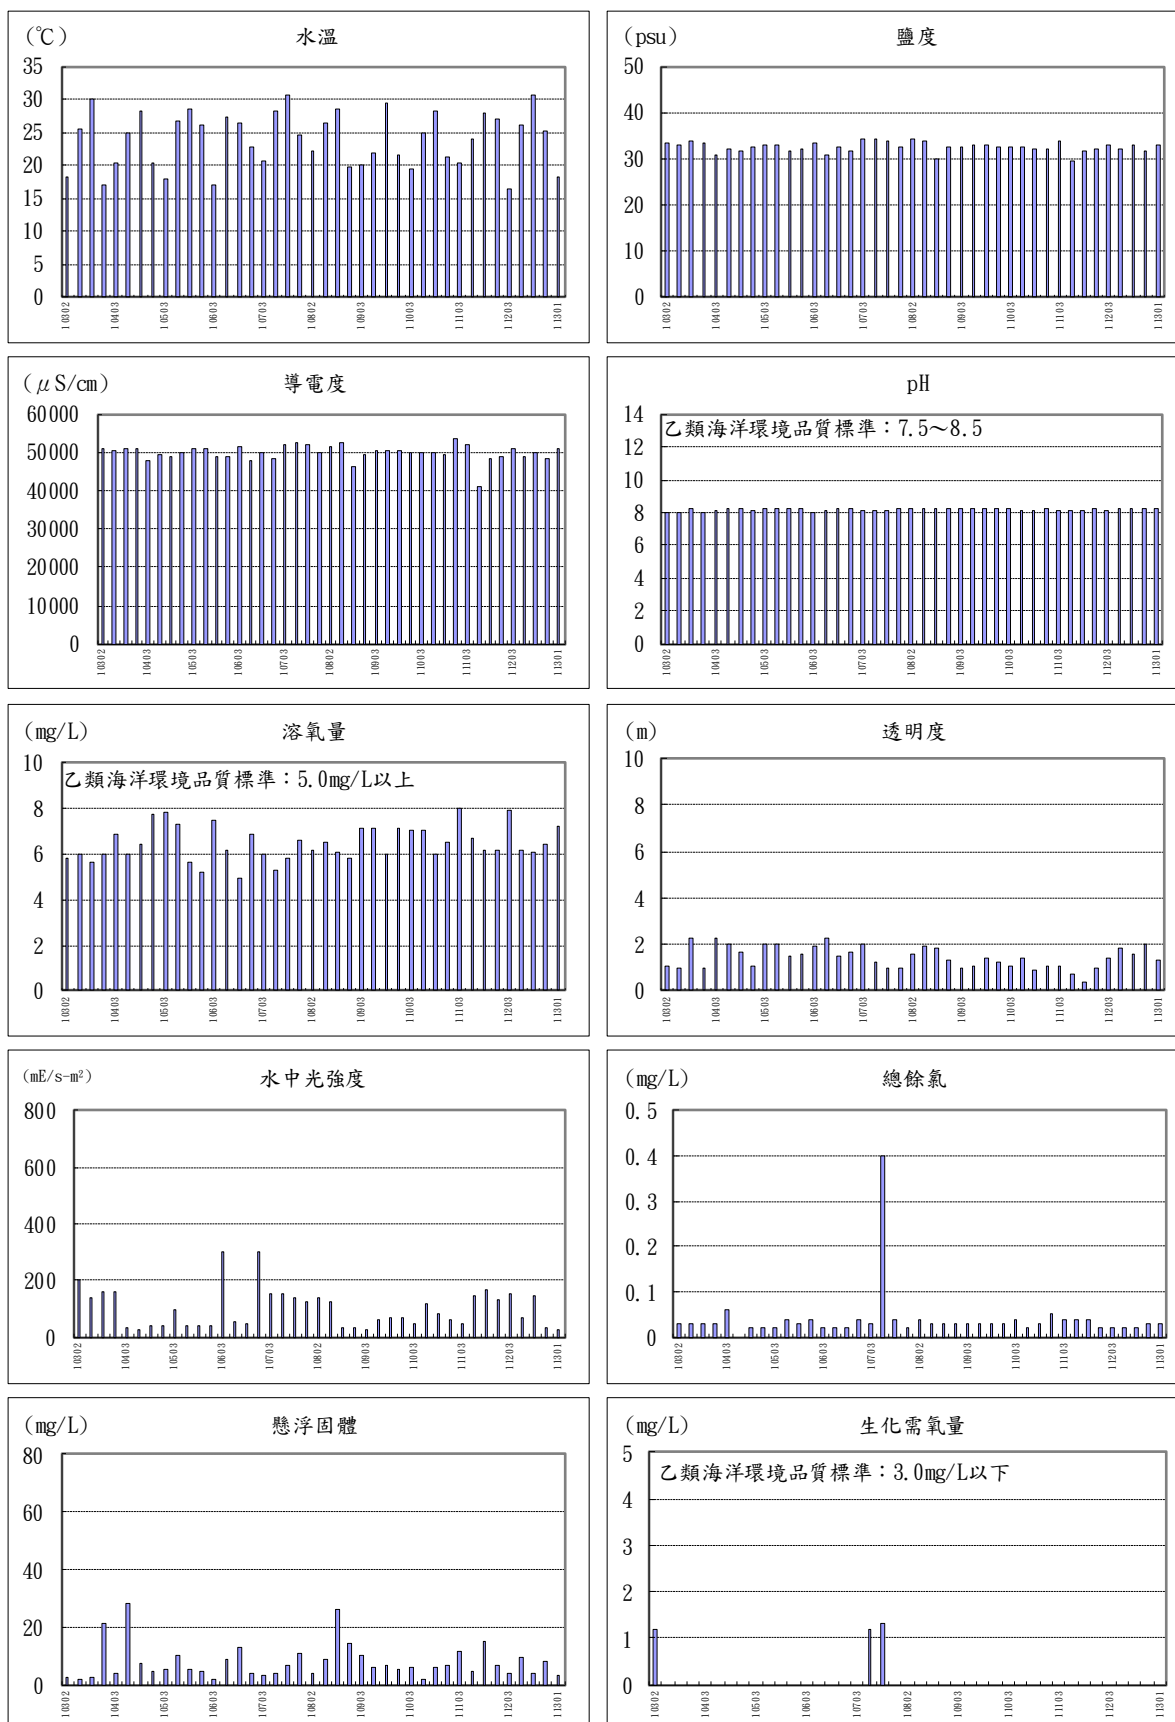 (℃) 水溫
35
30
25
20
15
10
5
0
10302 10403 10503 10603 10703 10802 10903 11003 11103 11203 11301
(psu) 鹽度
50
40
30
20
10
0
10302 10403 10503 10603 10703 10802 10903 11003 11103 11203 11301
(μS/cm) 導電度
60000
50000
40000
30000
20000
10000
0
10302 10403 10503 10603 10703 10802 10903 11003 11103 11203 11301
pH
乙類海洋環境品質標準：7.5～8.5
14
12
10
8
6
4
2
0
10302 10403 10503 10603 10703 10802 10903 11003 11103 11203 11301
(mg/L) 溶氧量
乙類海洋環境品質標準：5.0mg/L以上
10
8
6
4
2
0
10302 10403 10503 10603 10703 10802 10903 11003 11103 11203 11301
(m) 透明度
10
8
6
4
2
0
10302 10403 10503 10603 10703 10802 10903 11003 11103 11203 11301
(mE/s-m²) 水中光強度
800
600
400
200
0
10302 10403 10503 10603 10703 10802 10903 11003 11103 11203 11301
(mg/L) 總餘氯
0.5
0.4
0.3
0.2
0.1
0
10302 10403 10503 10603 10703 10802 10903 11003 11103 11203 11301
(mg/L) 懸浮固體
80
60
40
20
0
10302 10403 10503 10603 10703 10802 10903 11003 11103 11203 11301
(mg/L) 生化需氧量
乙類海洋環境品質標準：3.0mg/L以下
5
4
3
2
1
0
10302 10403 10503 10603 10703 10802 10903 11003 11103 11203 11301